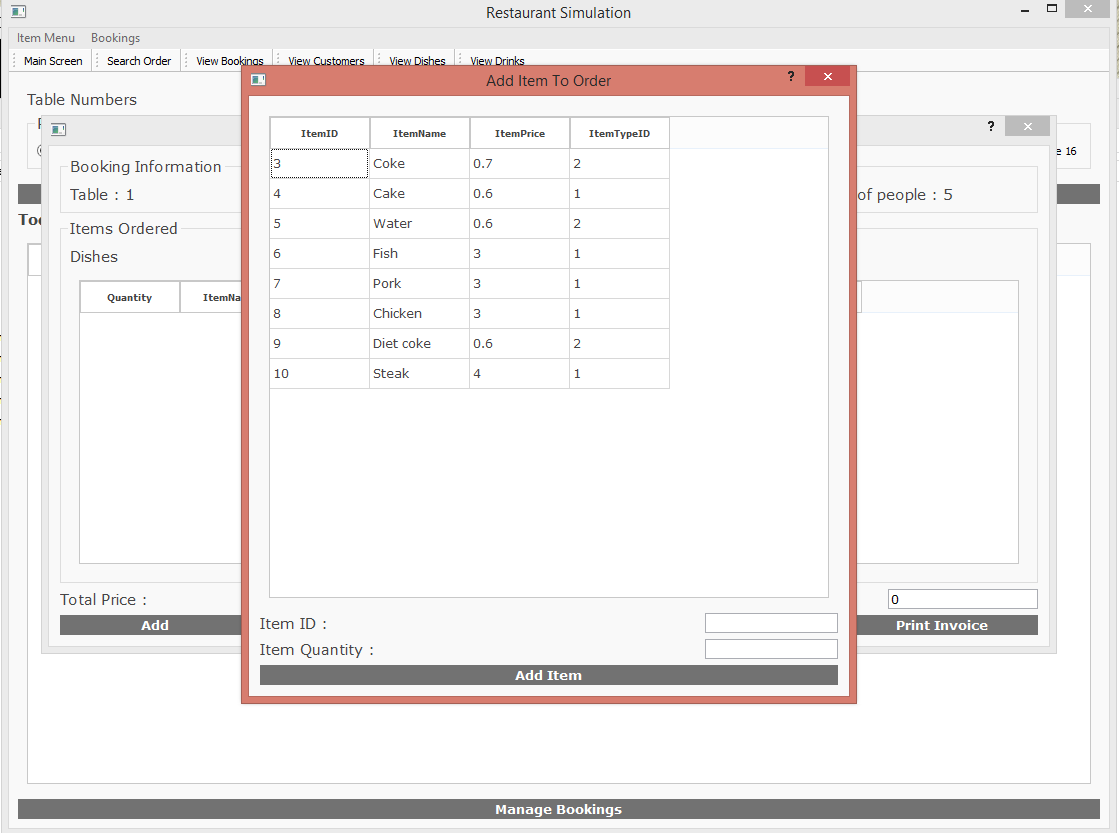 Restaurant Simulation
Item Menu Bookings
Main Screen Search Order View Bookings View Customers View Dishes View Drinks
Add Item To Order
?
Table Numbers
?
16
Booking Information
Table : 1
of people : 5
Items Ordered
Dishes
Quantity
ItemID ItemName ItemPrice ItemTypeID
3 Coke 0.7 2
4 Cake 0.6 1
5 Water 0.6 2
6 Fish 3 1
7 Pork 3 1
8 Chicken 3 1
9 Diet coke 0.6 2
10 Steak 4 1
Total Price :
0
Add
Print Invoice
Item ID :
Item Quantity :
Add Item
Manage Bookings